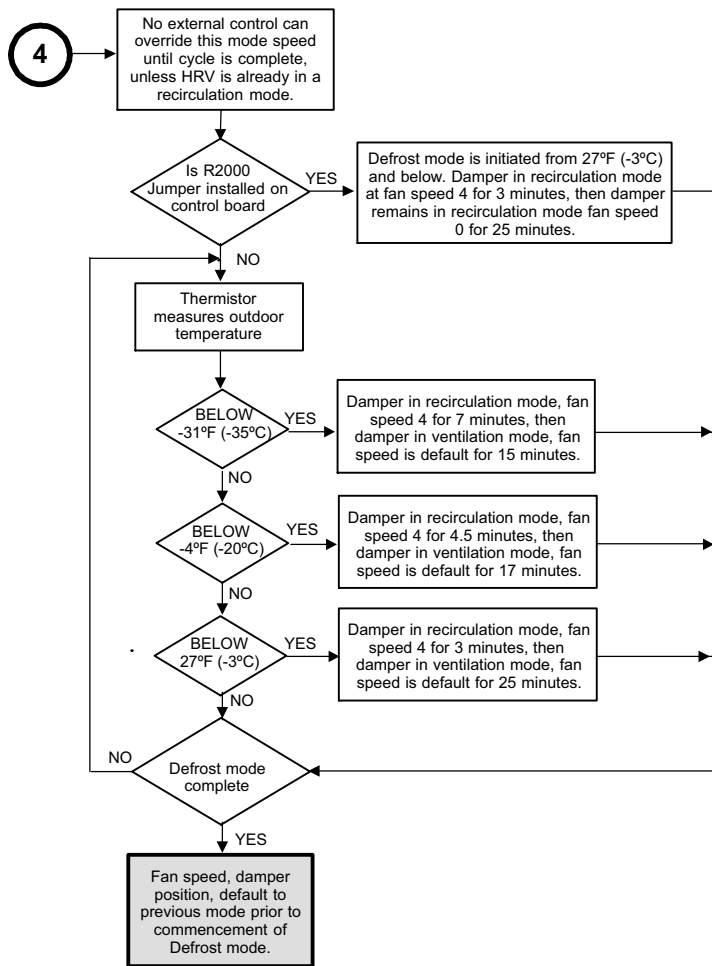 4
No external control can
override this mode speed
until cycle is complete,
unless HRV is already in a
recirculation mode.
Is R2000
Jumper installed on
control board
YES
Defrost mode is initiated from 27ºF (-3ºC)
and below. Damper in recirculation mode
at fan speed 4 for 3 minutes, then damper
remains in recirculation mode fan speed
0 for 25 minutes.
NO
Thermistor
measures outdoor
temperature
BELOW
-31ºF (-35ºC)
YES
Damper in recirculation mode, fan
speed 4 for 7 minutes, then
damper in ventilation mode, fan
speed is default for 15 minutes.
NO
BELOW
-4ºF (-20ºC)
YES
Damper in recirculation mode, fan
speed 4 for 4.5 minutes, then
damper in ventilation mode, fan
speed is default for 17 minutes.
NO
BELOW
27ºF (-3ºC)
YES
Damper in recirculation mode, fan
speed 4 for 3 minutes, then
damper in ventilation mode, fan
speed is default for 25 minutes.
NO
NO
Defrost mode
complete
YES
Fan speed, damper
position, default to
previous mode prior to
commencement of
Defrost mode.